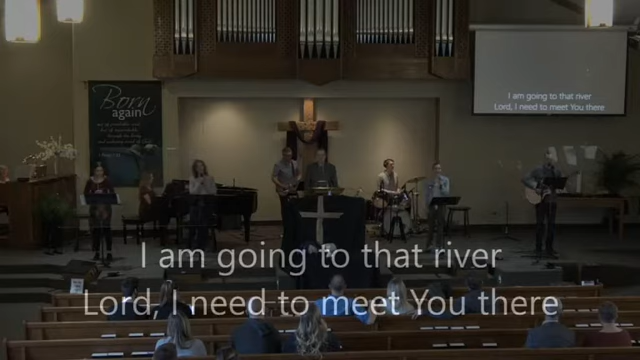 Born
again
I am going to that river
Lord, I need to meet You there
I am going to that river
Lord, I need to meet You there